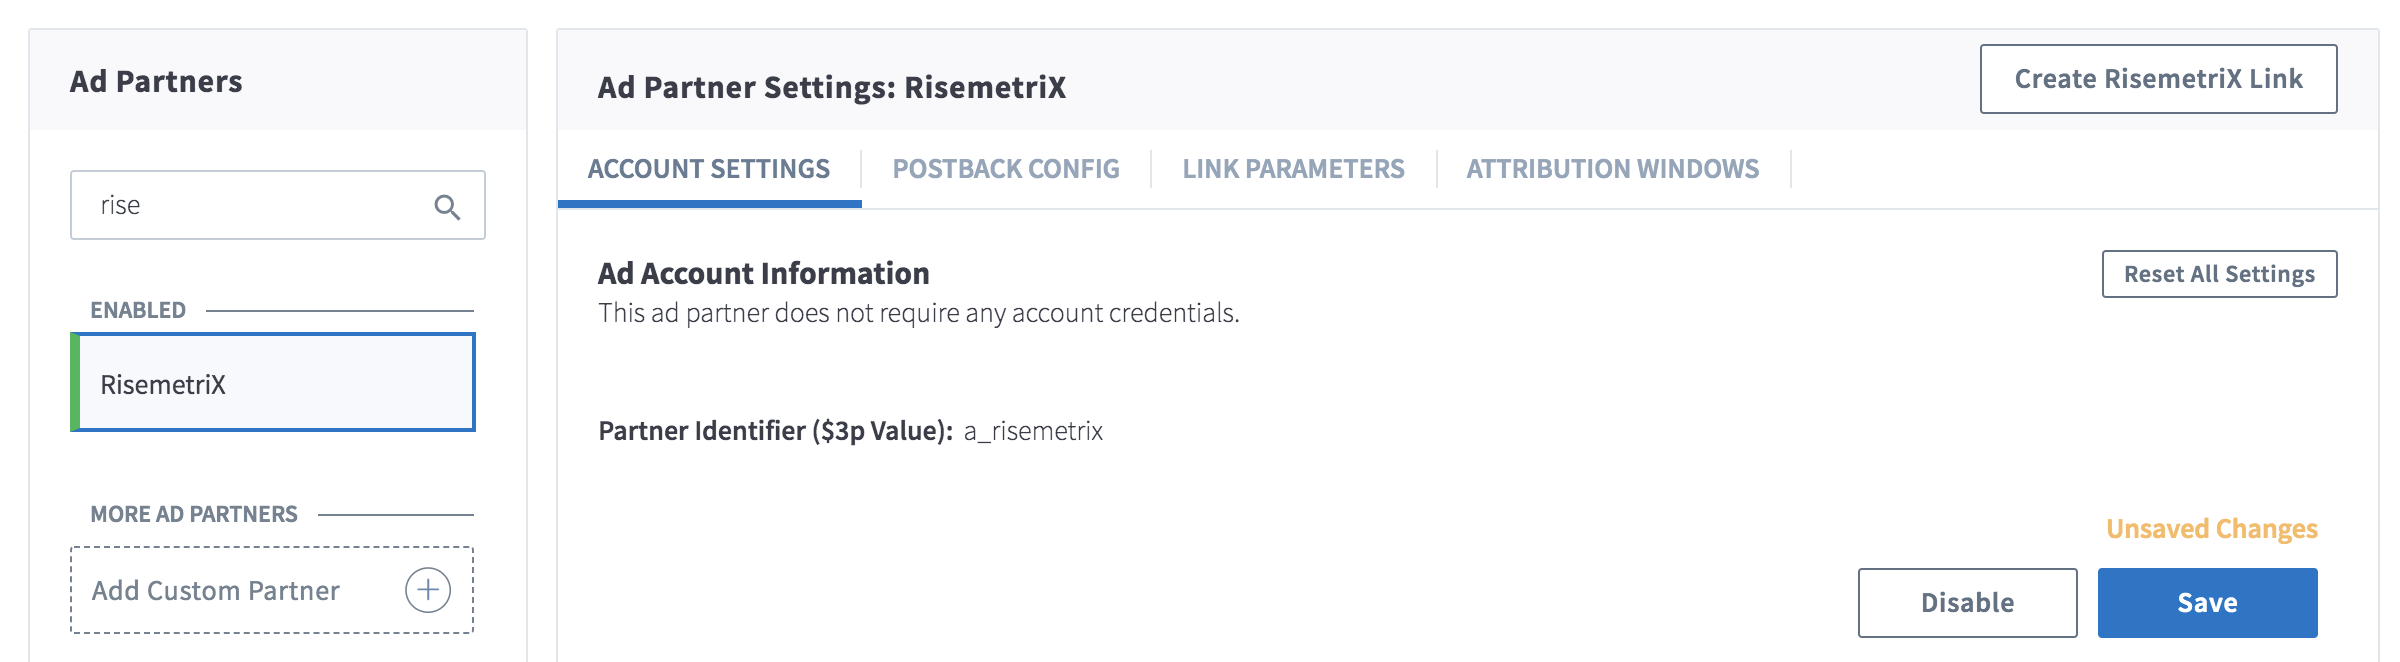 Ad Partners
rise
ENABLED
RisemetriX
MORE AD PARTNERS
Add Custom Partner
Ad Partner Settings: RisemetriX
Create RisemetriX Link
ACCOUNT SETTINGS
POSTBACK CONFIG
LINK PARAMETERS
ATTRIBUTION WINDOWS
Ad Account Information
Reset All Settings
This ad partner does not require any account credentials.
Partner Identifier ($3p Value): a_risemetrix
Unsaved Changes
Disable
Save